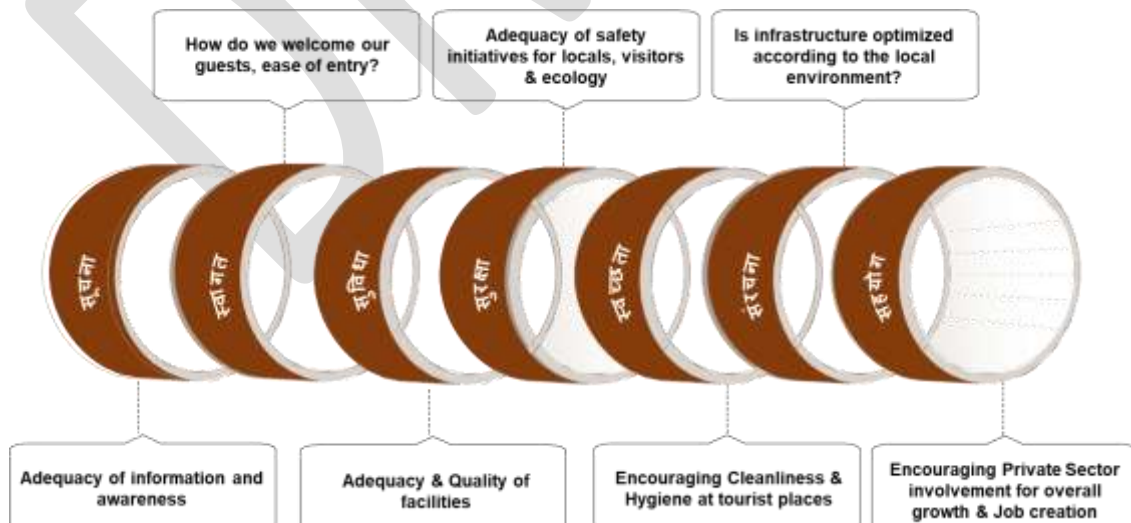 How do we welcome our
guests, ease of entry?
Adequacy of safety
initiatives for locals, visitors
& ecology
Is infrastructure optimized
according to the local
environment?
सूचना
स्वागत
सुविधा
सुरक्षा
स्वच्छता
संरचना
सहयोग
Adequacy of information and
awareness
Adequacy & Quality of
facilities
Encouraging Cleanliness &
Hygiene at tourist places
Encouraging Private Sector
involvement for overall
growth & Job creation